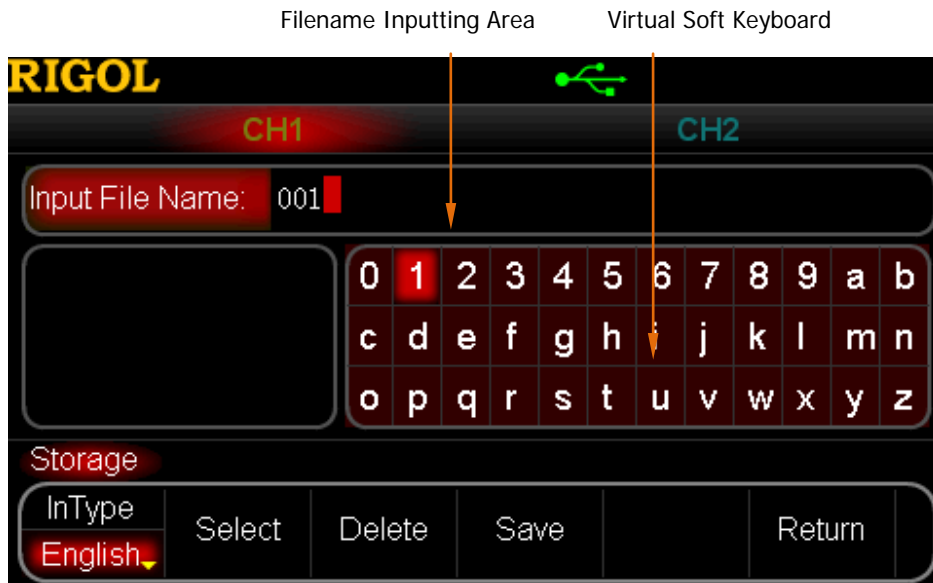 Filename Inputting Area Virtual Soft Keyboard
RIGOL
CH1 CH2
Input File Name: 001
0 1 2 3 4 5 6 7 8 9 a b
c d e f g h i j k l m n
o p q r s t u v w x y z
Storage
InType
Select Delete Save Return
English